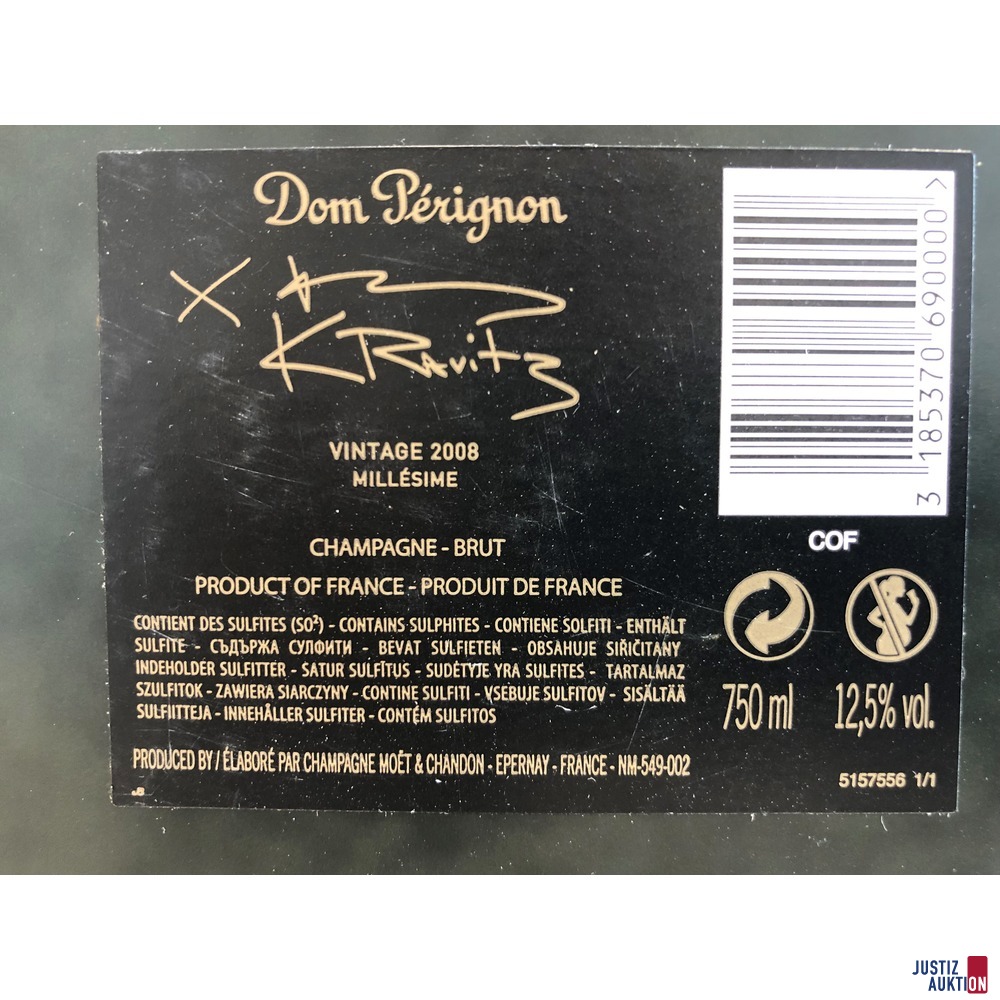 Dom Pérignon
X
KRavitz
VINTAGE 2008
MILLÉSIME
CHAMPAGNE - BRUT
PRODUCT OF FRANCE - PRODUIT DE FRANCE
CONTIENT DES SULFITES (SO²) - CONTAINS SULPHITES - CONTIENE SOLFITI - ENTHÄLT
SULFITE - СЪДЪРЖА СУЛФИТИ - BEVAT SULFIETEN - OBSAHUJE SIŘIČITANY
INDEHOLDER SULFITTER - SATUR SULFĪTUS - SUDĖTYJE YRA SULFITES - TARTALMAZ
SZULFITOK - ZAWIERA SIARCZYNY - CONTINE SULFITI - VSEBUJE SULFITOV - SISÄLTÄÄ
SULFIITTEJA - INNEHÅLLER SULFITER - CONTÉM SULFITOS
PRODUCED BY / ÉLABORÉ PAR CHAMPAGNE MOËT & CHANDON - EPERNAY - FRANCE - NM-549-002
3 185370 690000 >
COF
750 ml
12,5% vol.
5157556 1/1
JUSTIZ
AUKTION